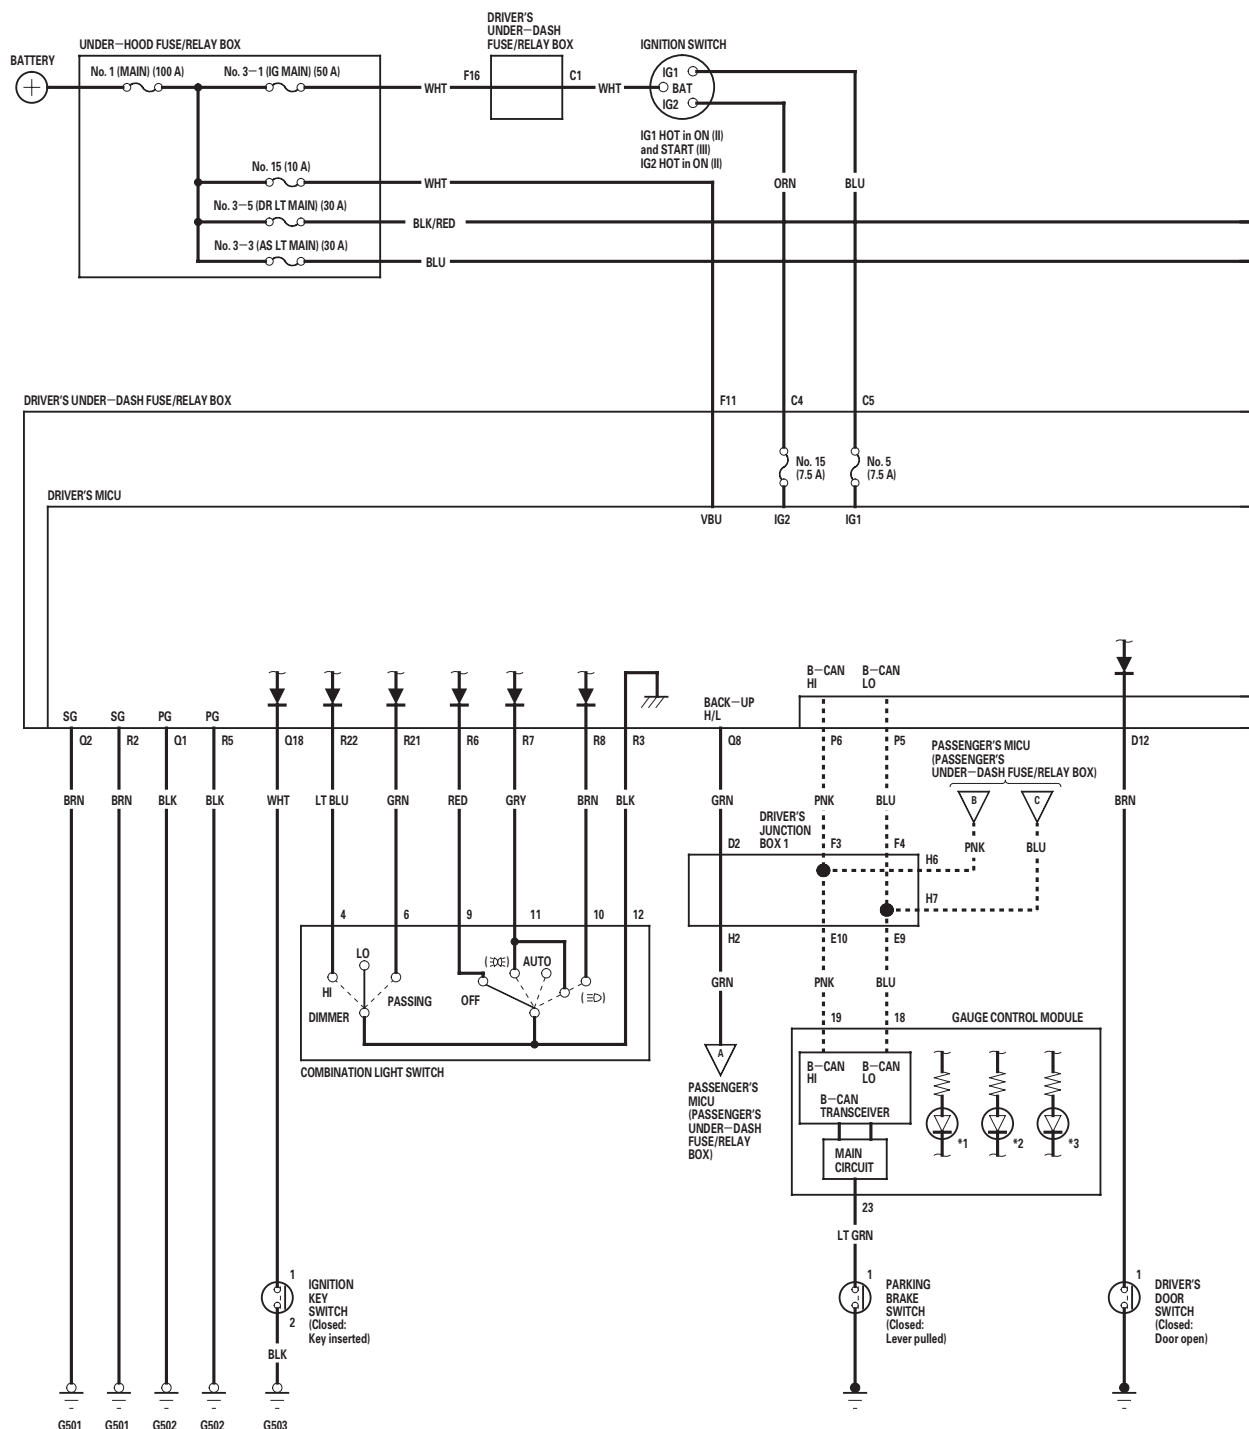 BATTERY
UNDER-HOOD FUSE/RELAY BOX
DRIVER'S
UNDER-DASH
FUSE/RELAY BOX
IGNITION SWITCH
No. 1 (MAIN) (100 A)
No. 3-1 (IG MAIN) (50 A)
WHT
F16
C1
WHT
IG1
BAT
IG2
IG1 HOT in ON (II)
and START (III)
IG2 HOT in ON (II)
No. 15 (10 A)
WHT
ORN
BLU
No. 3-5 (DR LT MAIN) (30 A)
BLK/RED
No. 3-3 (AS LT MAIN) (30 A)
BLU
DRIVER'S UNDER-DASH FUSE/RELAY BOX
F11
C4
C5
No. 15
(7.5 A)
No. 5
(7.5 A)
DRIVER'S MICU
VBU
IG2
IG1
B-CAN
HI
B-CAN
LO
SG
SG
PG
PG
BACK-UP
H/L
Q2
R2
Q1
R5
Q18
R22
R21
R6
R7
R8
R3
Q8
P6
P5
D12
PASSENGER'S MICU
(PASSENGER'S
UNDER-DASH FUSE/RELAY BOX)
B
C
BRN
BRN
BLK
BLK
WHT
LT BLU
GRN
RED
GRY
BRN
BLK
GRN
PNK
BLU
BRN
DRIVER'S
JUNCTION
BOX 1
D2
F3
F4
PNK
BLU
H6
H7
4
6
9
11
10
12
H2
E10
E9
LO
HI
PASSING
DIMMER
OFF
AUTO
COMBINATION LIGHT SWITCH
GRN
PNK
BLU
19
18
GAUGE CONTROL MODULE
A
PASSENGER'S
MICU
(PASSENGER'S
UNDER-DASH
FUSE/RELAY
BOX)
B-CAN
HI
B-CAN
LO
B-CAN
TRANSCEIVER
MAIN
CIRCUIT
*1
*2
*3
23
LT GRN
1
2
IGNITION
KEY
SWITCH
(Closed:
Key inserted)
BLK
1
PARKING
BRAKE
SWITCH
(Closed:
Lever pulled)
1
DRIVER'S
DOOR
SWITCH
(Closed:
Door open)
G501
G501
G502
G502
G503